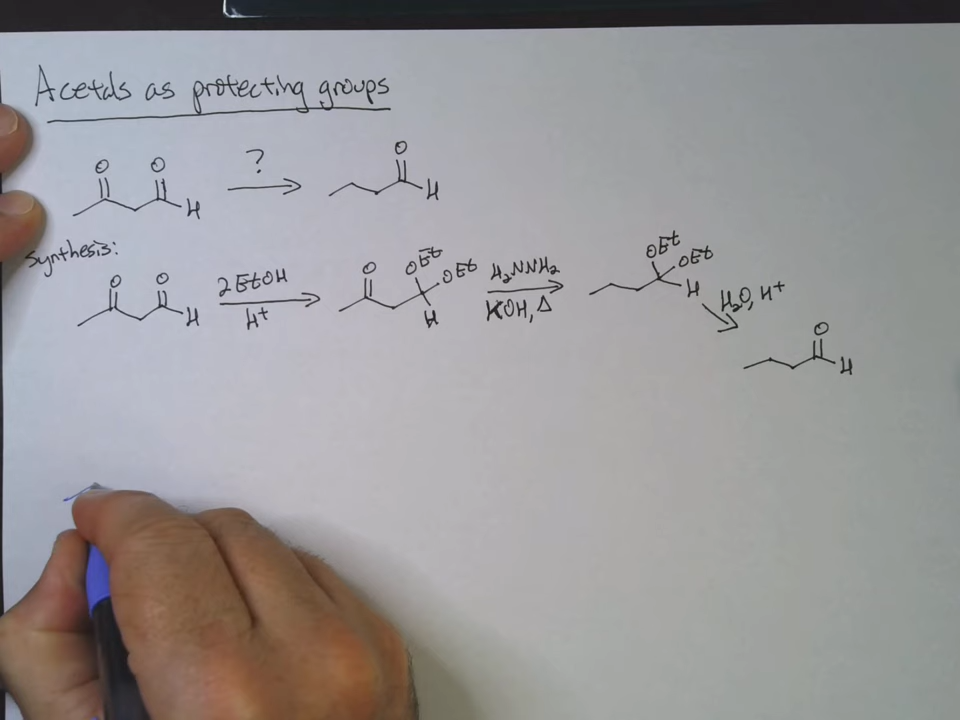 Acetals as protecting groups
O O ? O
H H
Synthesis:
O O H 2 EtOH H+ O OEt OEt H H2NNH2 KOH, Δ OEt OEt H H2O, H+
O H